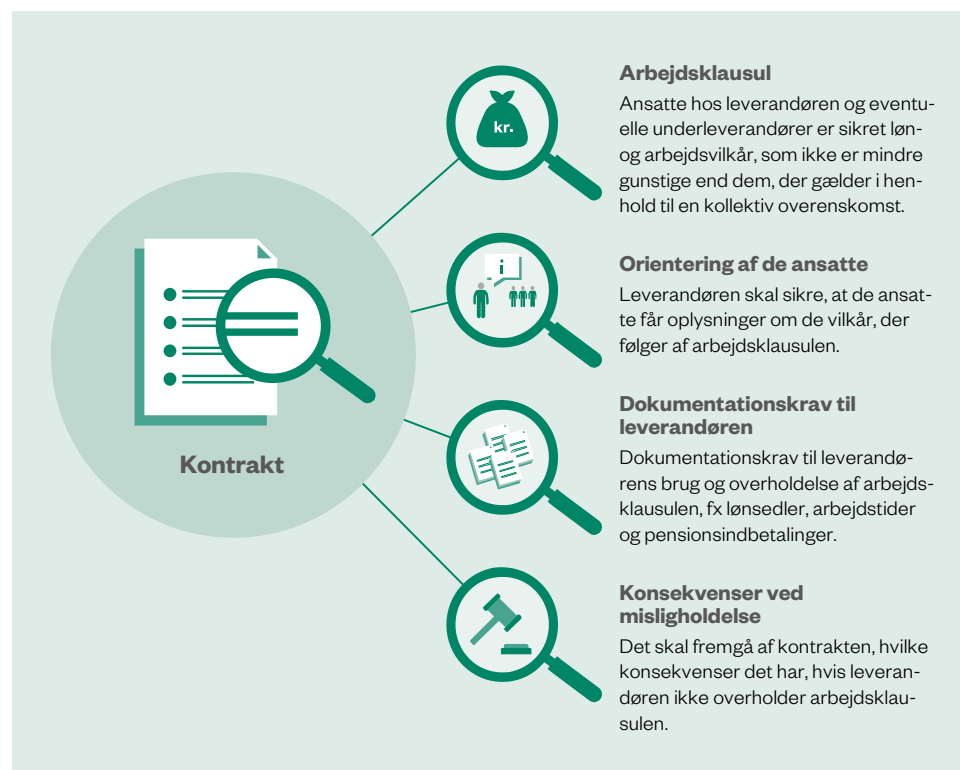 Kontrakt
kr.
Arbejdsklausul
Ansatte hos leverandøren og eventu-
elle underleverandører er sikret løn-
og arbejdsvilkår, som ikke er mindre
gunstige end dem, der gælder i hen-
hold til en kollektiv overenskomst.
i
Orientering af de ansatte
Leverandøren skal sikre, at de ansat-
te får oplysninger om de vilkår, der
følger af arbejdsklausulen.
Dokumentationskrav til
leverandøren
Dokumentationskrav til leverandø-
rens brug og overholdelse af arbejds-
klausulen, fx lønsedler, arbejdstider
og pensionsindbetalinger.
Konsekvenser ved
misligholdelse
Det skal fremgå af kontrakten, hvilke
konsekvenser det har, hvis leveran-
døren ikke overholder arbejdsklau-
sulen.